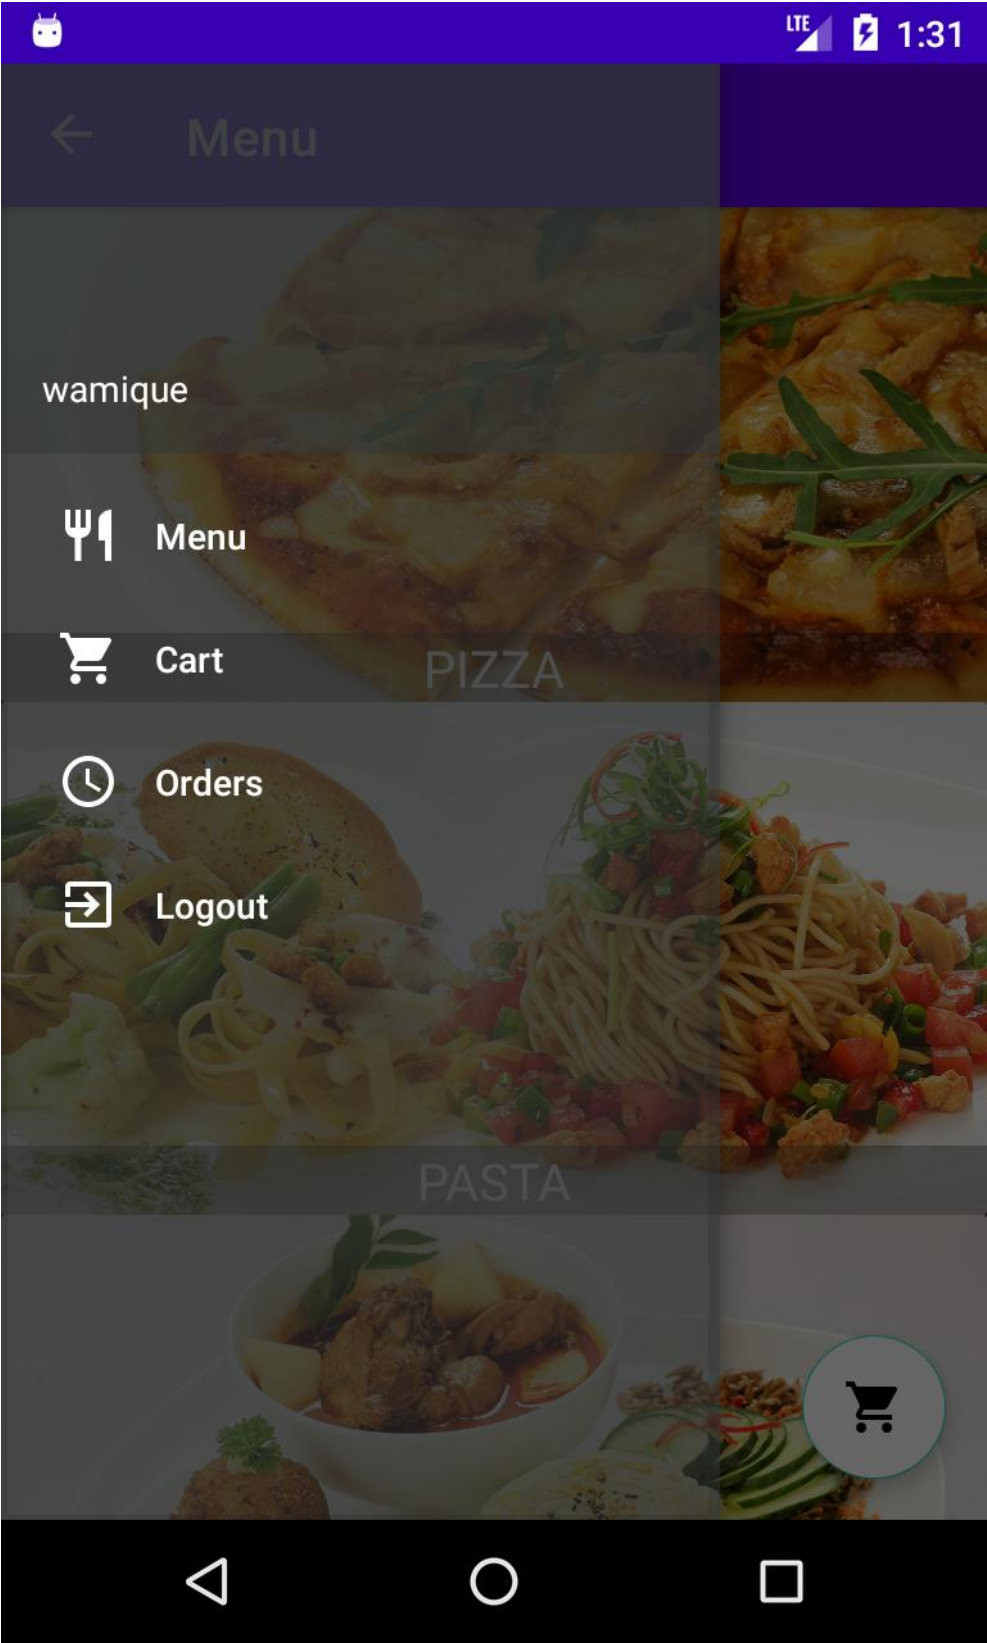 LTE 1:31
Menu
wamique
Menu
Cart
PIZZA
Orders
Logout
PASTA